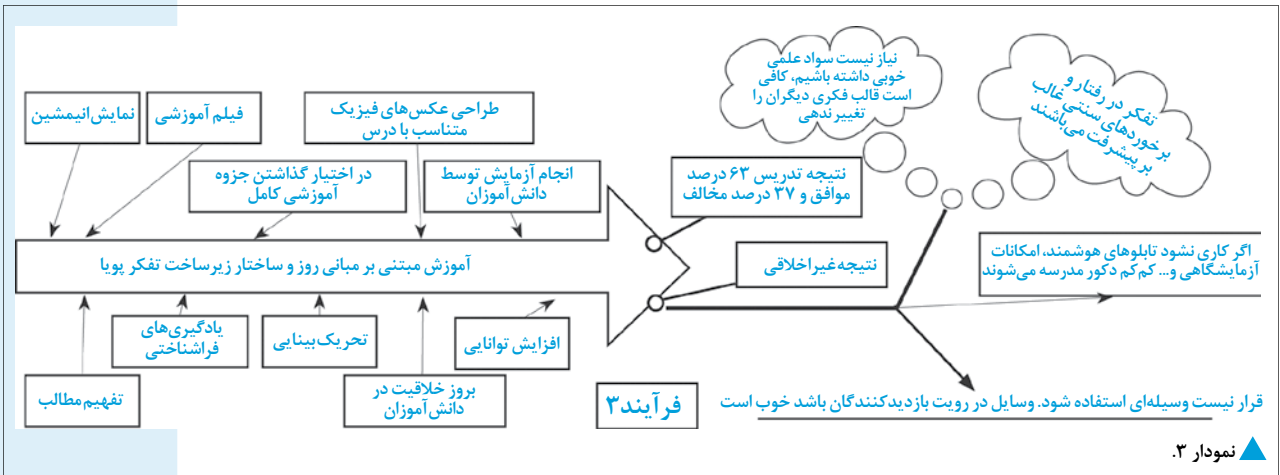 نیاز نیست سواد علمی
خوبی داشته باشیم، کافی
است قالب فکری دیگران را
تغییر ندهی
تفکر در رفتار و
برخوردهای سنتی غالب
بر پیشرفت می‌باشند
نمایش انیمشین
فیلم آموزشی
طراحی عکس‌های فیزیک
متناسب با درس
در اختیار گذاشتن جزوه
آموزشی کامل
انجام آزمایش توسط
دانش‌آموزان
نتیجه تدریس ۶۳ درصد
موافق و ۳۷ درصد مخالف
آموزش مبتنی بر مبانی روز و ساختار زیرساخت تفکر پویا
نتیجه غیراخلاقی
اگر کاری نشود تابلوهای هوشمند، امکانات
آزمایشگاهی و... کم‌کم دکور مدرسه می‌شوند
یادگیری‌های
فراشناختی
تحریک بینایی
افزایش توانایی
تفهیم مطالب
بروز خلاقیت در
دانش‌آموزان
فرآیند۳
قرار نیست وسیله‌ای استفاده شود. وسایل در رویت بازدیدکنندگان باشد خوب است
نمودار ۳.